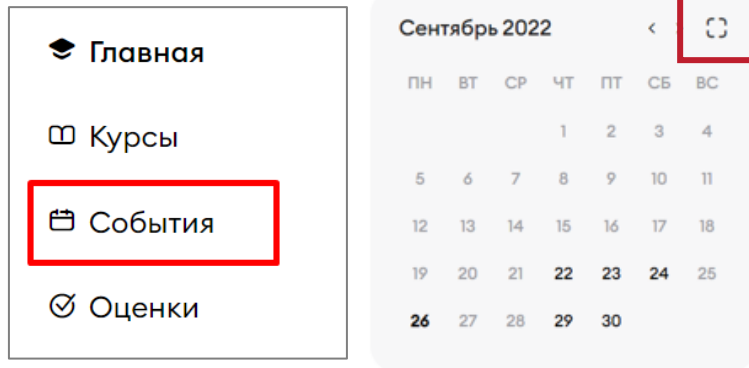 Главная
Курсы
События
Оценки
Сентябрь 2022
ПН ВТ СР ЧТ ПТ СБ ВС
1 2 3 4
5 6 7 8 9 10 11
12 13 14 15 16 17 18
19 20 21 22 23 24 25
26 27 28 29 30